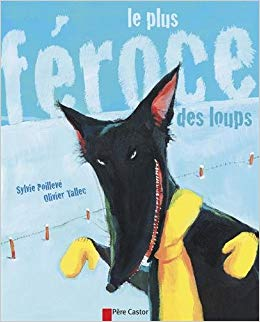 le plus
féroce
des loups
Sylvie Poillevé
Olivier Tallec
Père Castor